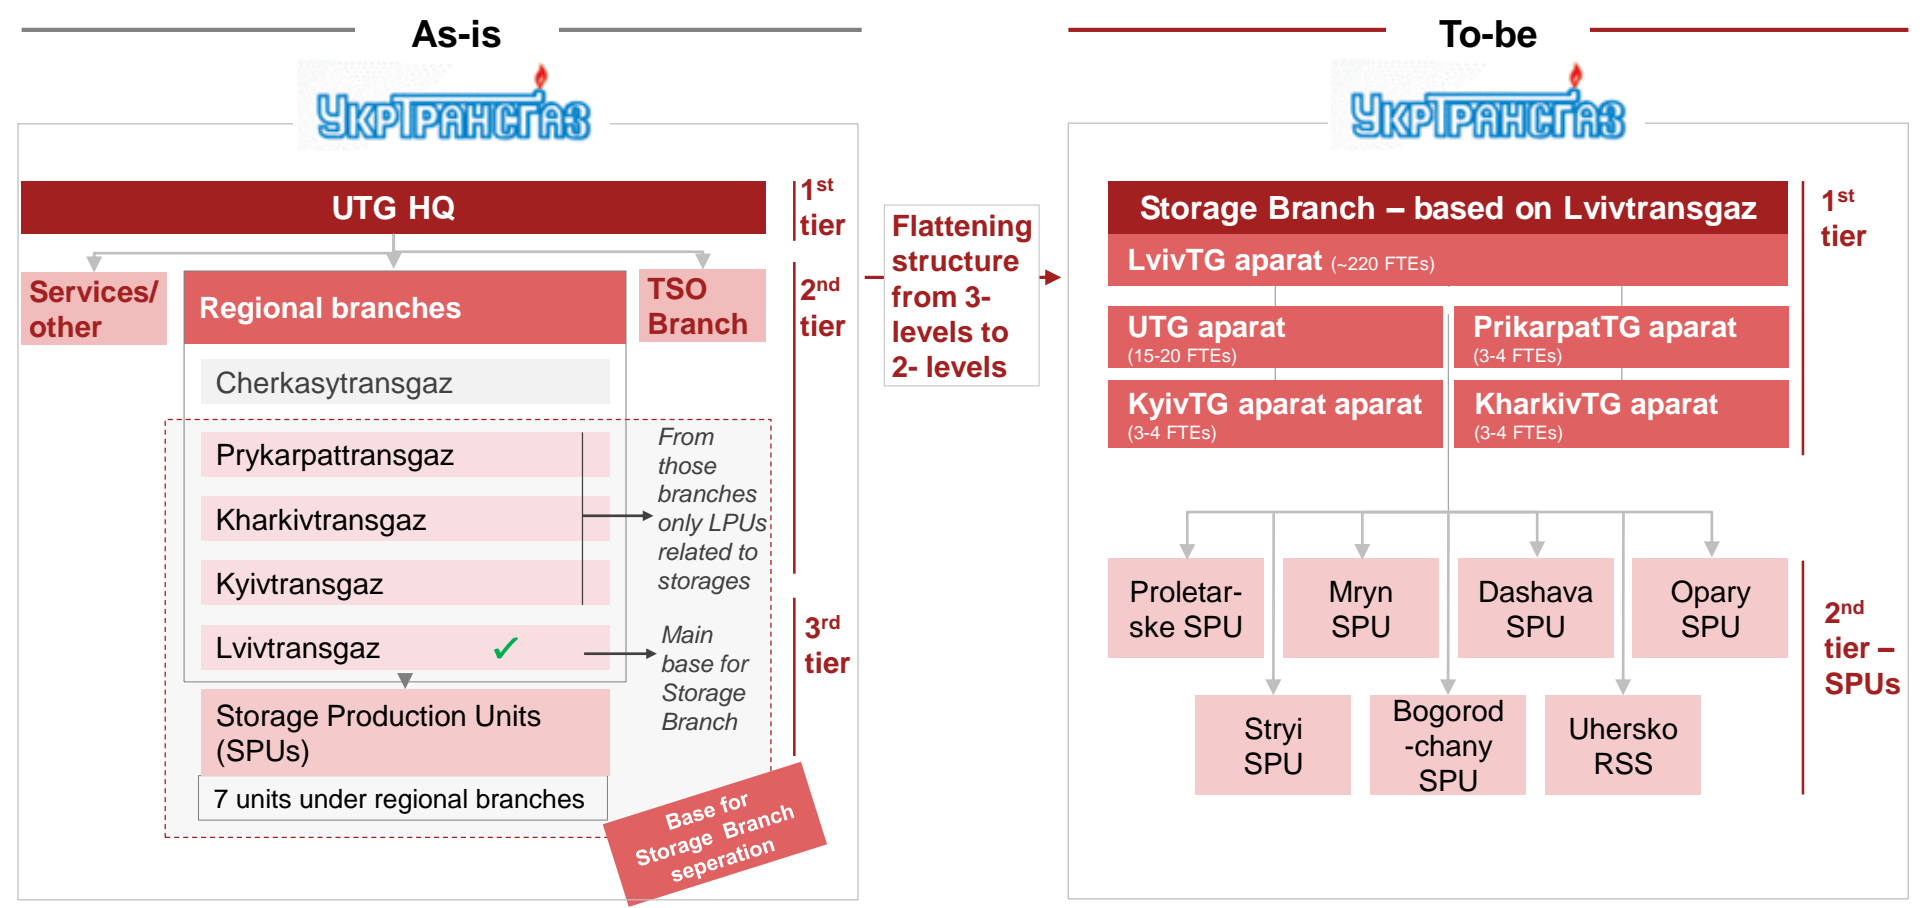 As-is
To-be
УКРТРАНСГАЗ
УКРТРАНСГАЗ
UTG HQ
1st
tier
Services/
other
Regional branches
TSO
Branch
2nd
tier
Cherkasytransgaz
Prykarpattransgaz
Kharkivtransgaz
Kyivtransgaz
Lvivtransgaz ✓
From
those
branches
only LPUs
related to
storages
Main
base for
Storage
Branch
3rd
tier
Storage Production Units
(SPUs)
7 units under regional branches
Base for
Storage Branch
seperation
Flattening
structure
from 3-
levels to
2- levels
Storage Branch – based on Lvivtransgaz
LvivTG aparat (~220 FTEs)
1st
tier
UTG aparat
(15-20 FTEs)
PrikarpatTG aparat
(3-4 FTEs)
KyivTG aparat aparat
(3-4 FTEs)
KharkivTG aparat
(3-4 FTEs)
Proletar-
ske SPU
Mryn
SPU
Dashava
SPU
Opary
SPU
2nd
tier –
SPUs
Stryi
SPU
Bogorod
-chany
SPU
Uhersko
RSS